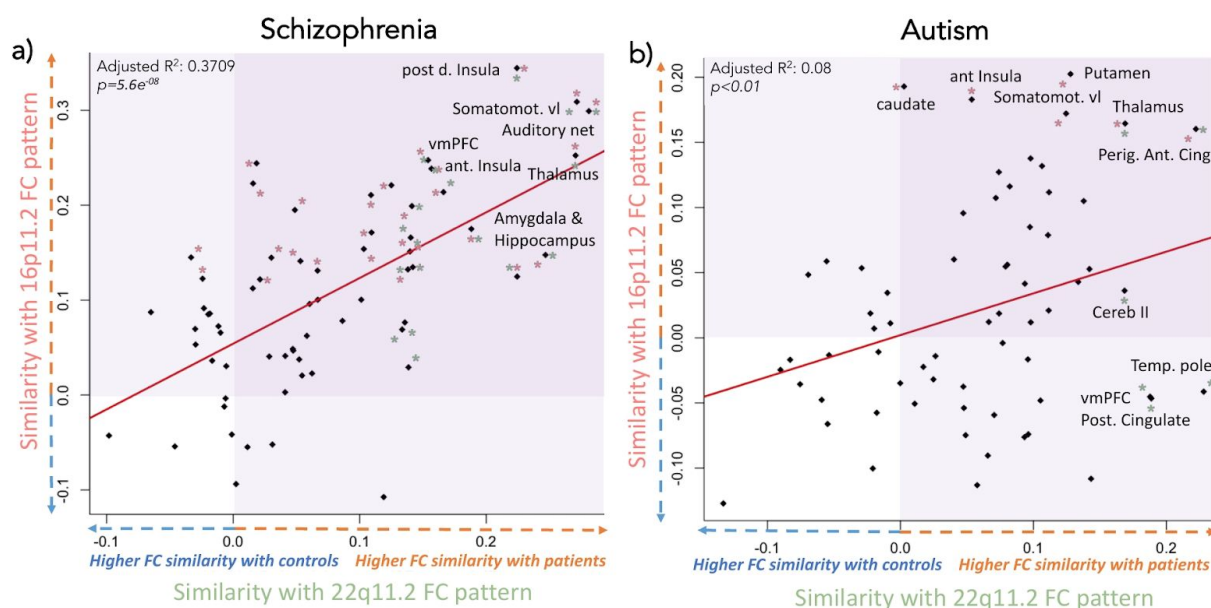 Schizophrenia
a)
Adjusted R²: 0.3709
p=5.6e⁻⁰⁸
post d. Insula
Somatomot. vl
Auditory net
vmPFC
ant. Insula
Thalamus
Amygdala &
Hippocampus
Similarity with 16p11.2 FC pattern
0.3
0.2
0.1
0.0
-0.1
-0.1
0.0
0.1
0.2
Higher FC similarity with controls
Higher FC similarity with patients
Similarity with 22q11.2 FC pattern
Autism
b)
Adjusted R²: 0.08
p<0.01
caudate
ant Insula
Putamen
Somatomot. vl
Thalamus
Perig. Ant. Cing
Cereb II
Temp. pole
vmPFC
Post. Cingulate
Similarity with 16p11.2 FC pattern
0.20
0.15
0.10
0.05
0.00
-0.05
-0.10
-0.1
0.0
0.1
0.2
Higher FC similarity with controls
Higher FC similarity with patients
Similarity with 22q11.2 FC pattern